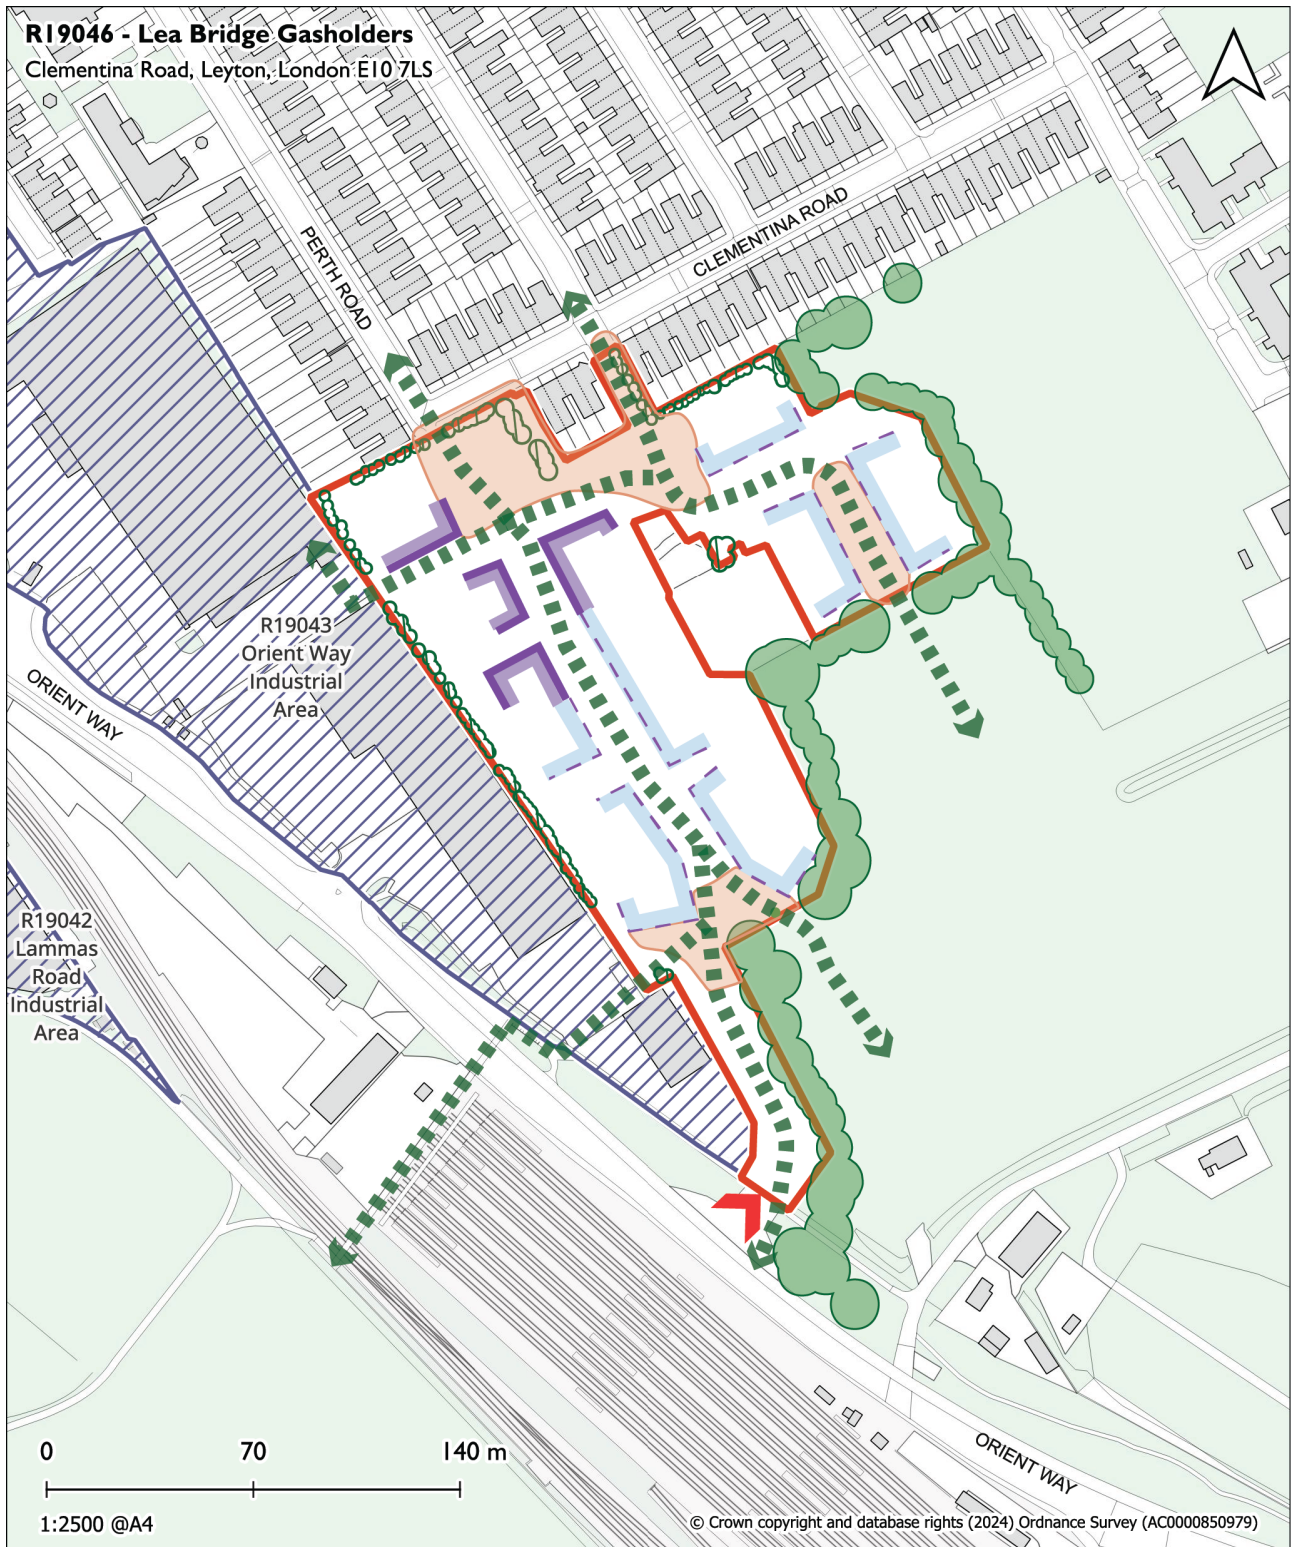 R19046 - Lea Bridge Gasholders
Clementina Road, Leyton, London E10 7LS
PERTH ROAD
CLEMENTINA ROAD
R19043
Orient Way
Industrial
Area
ORIENT WAY
R19042
Lammas
Road
Industrial
Area
ORIENT WAY
0 70 140 m
1:2500 @A4
© Crown copyright and database rights (2024) Ordnance Survey (AC0000850979)